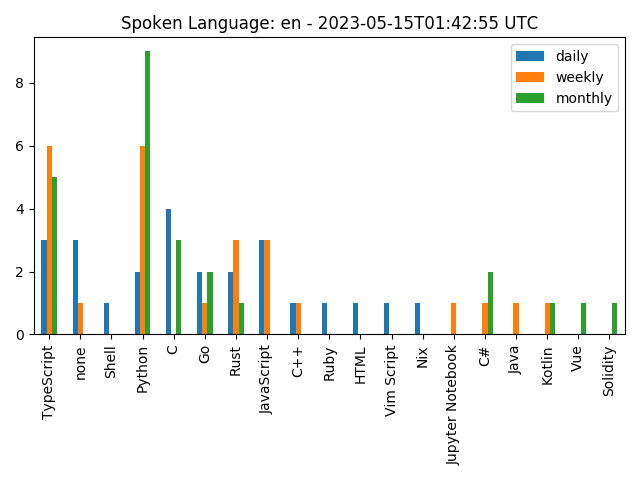 Spoken Language: en - 2023-05-15T01:42:55 UTC
daily
weekly
monthly
8
6
4
2
0
TypeScript
none
Shell
Python
C
Go
Rust
JavaScript
C++
Ruby
HTML
Vim Script
Nix
Jupyter Notebook
C#
Java
Kotlin
Vue
Solidity